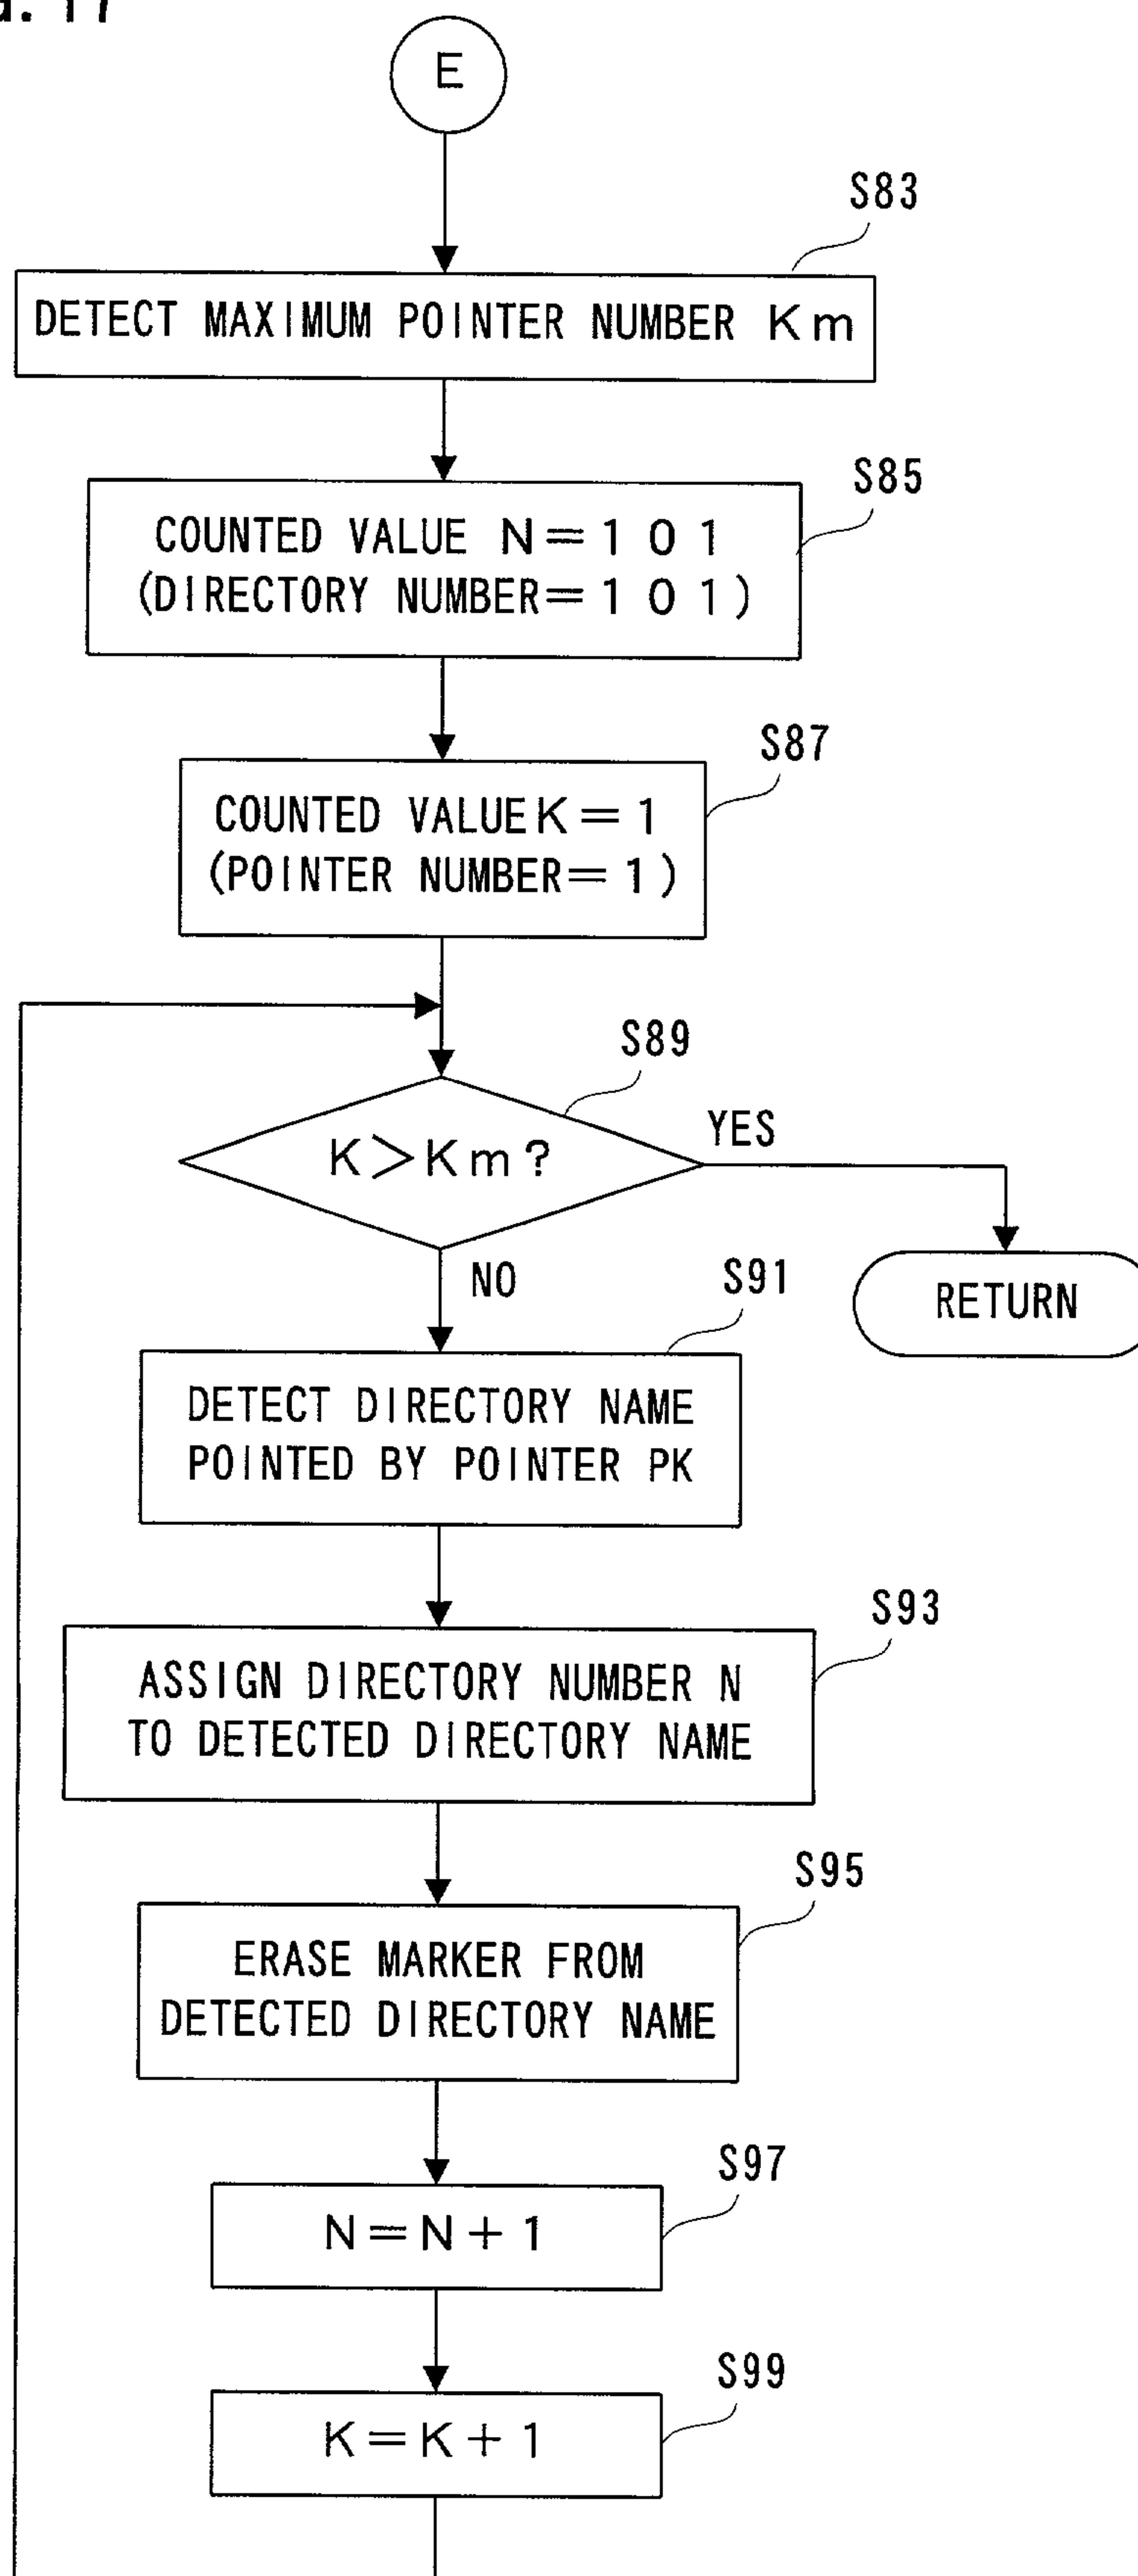 E
S83
DETECT MAXIMUM POINTER NUMBER Km
S85
COUNTED VALUE N=101
(DIRECTORY NUMBER=101)
S87
COUNTED VALUE K=1
(POINTER NUMBER=1)
S89
K>Km?
YES
NO
RETURN
S91
DETECT DIRECTORY NAME
POINTED BY POINTER PK
S93
ASSIGN DIRECTORY NUMBER N
TO DETECTED DIRECTORY NAME
S95
ERASE MARKER FROM
DETECTED DIRECTORY NAME
S97
N=N+1
S99
K=K+1